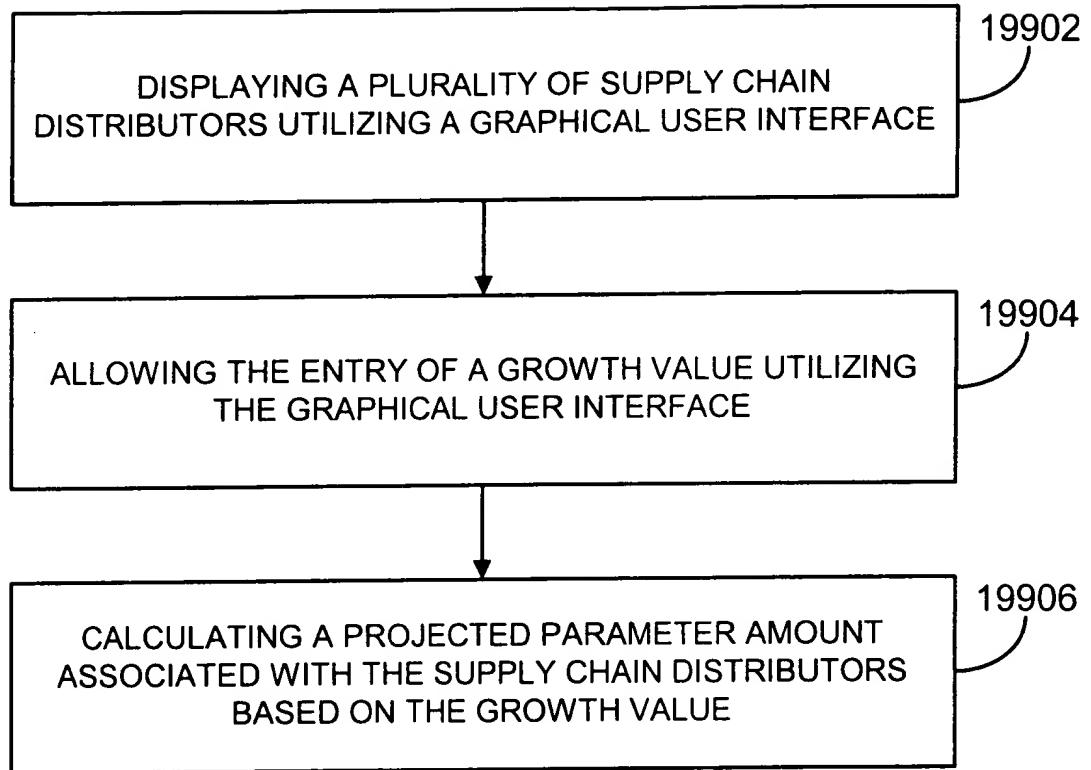 19902
DISPLAYING A PLURALITY OF SUPPLY CHAIN
DISTRIBUTORS UTILIZING A GRAPHICAL USER INTERFACE
19904
ALLOWING THE ENTRY OF A GROWTH VALUE UTILIZING
THE GRAPHICAL USER INTERFACE
19906
CALCULATING A PROJECTED PARAMETER AMOUNT
ASSOCIATED WITH THE SUPPLY CHAIN DISTRIBUTORS
BASED ON THE GROWTH VALUE